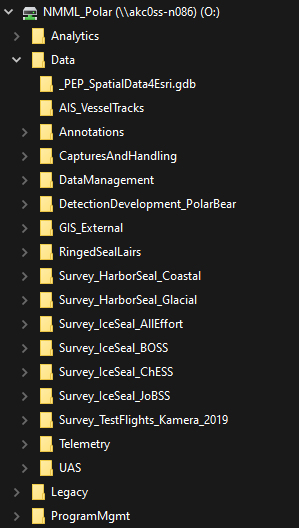 NMML_Polar (\\akc0ss-n086) (O:)
Analytics
Data
_PEP_SpatialData4Esri.gdb
AIS_VesselTracks
Annotations
CapturesAndHandling
DataManagement
DetectionDevelopment_PolarBear
GIS_External
RingedSealLairs
Survey_HarborSeal_Coastal
Survey_HarborSeal_Glacial
Survey_IceSeal_AllEffort
Survey_IceSeal_BOSS
Survey_IceSeal_ChESS
Survey_IceSeal_JoBSS
Survey_TestFlights_Kamera_2019
Telemetry
UAS
Legacy
ProgramMgmt